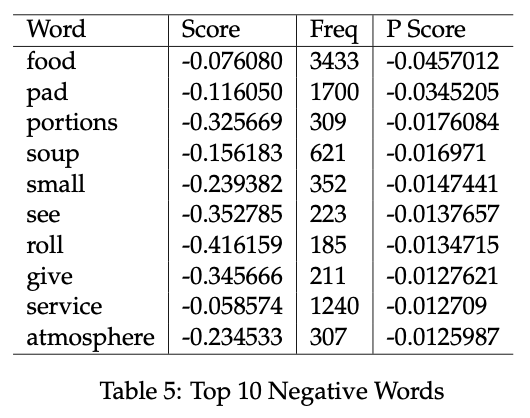 Word Score Freq P Score
food -0.076080 3433 -0.0457012
pad -0.116050 1700 -0.0345205
portions -0.325669 309 -0.0176084
soup -0.156183 621 -0.016971
small -0.239382 352 -0.0147441
see -0.352785 223 -0.0137657
roll -0.416159 185 -0.0134715
give -0.345666 211 -0.0127621
service -0.058574 1240 -0.012709
atmosphere -0.234533 307 -0.0125987
Table 5: Top 10 Negative Words